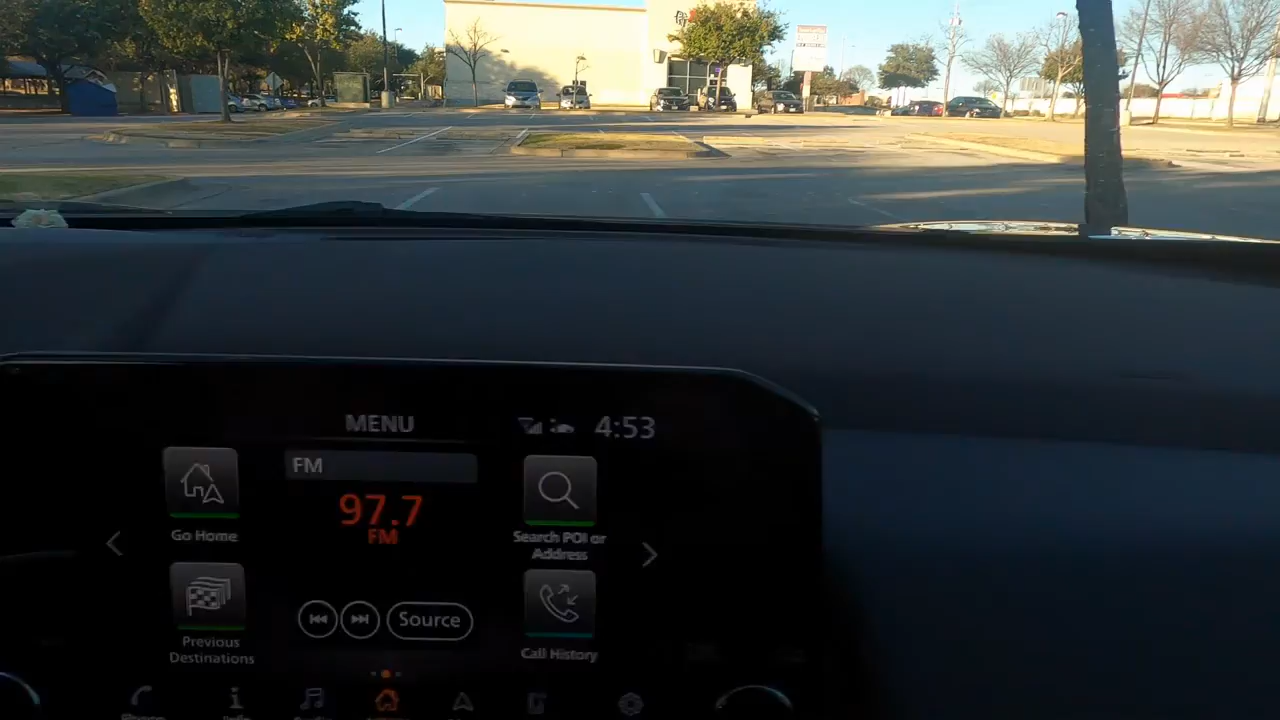 MENU
4:53
FM
97.7
FM
Go Home
Search POI or
Address
Source
Previous
Destinations
Call History